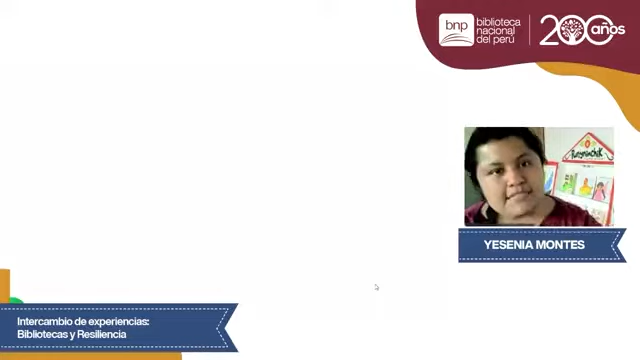 bnp
biblioteca
nacional
del perú
200 años
YESENIA MONTES
Intercambio de experiencias:
Bibliotecas y Resiliencia